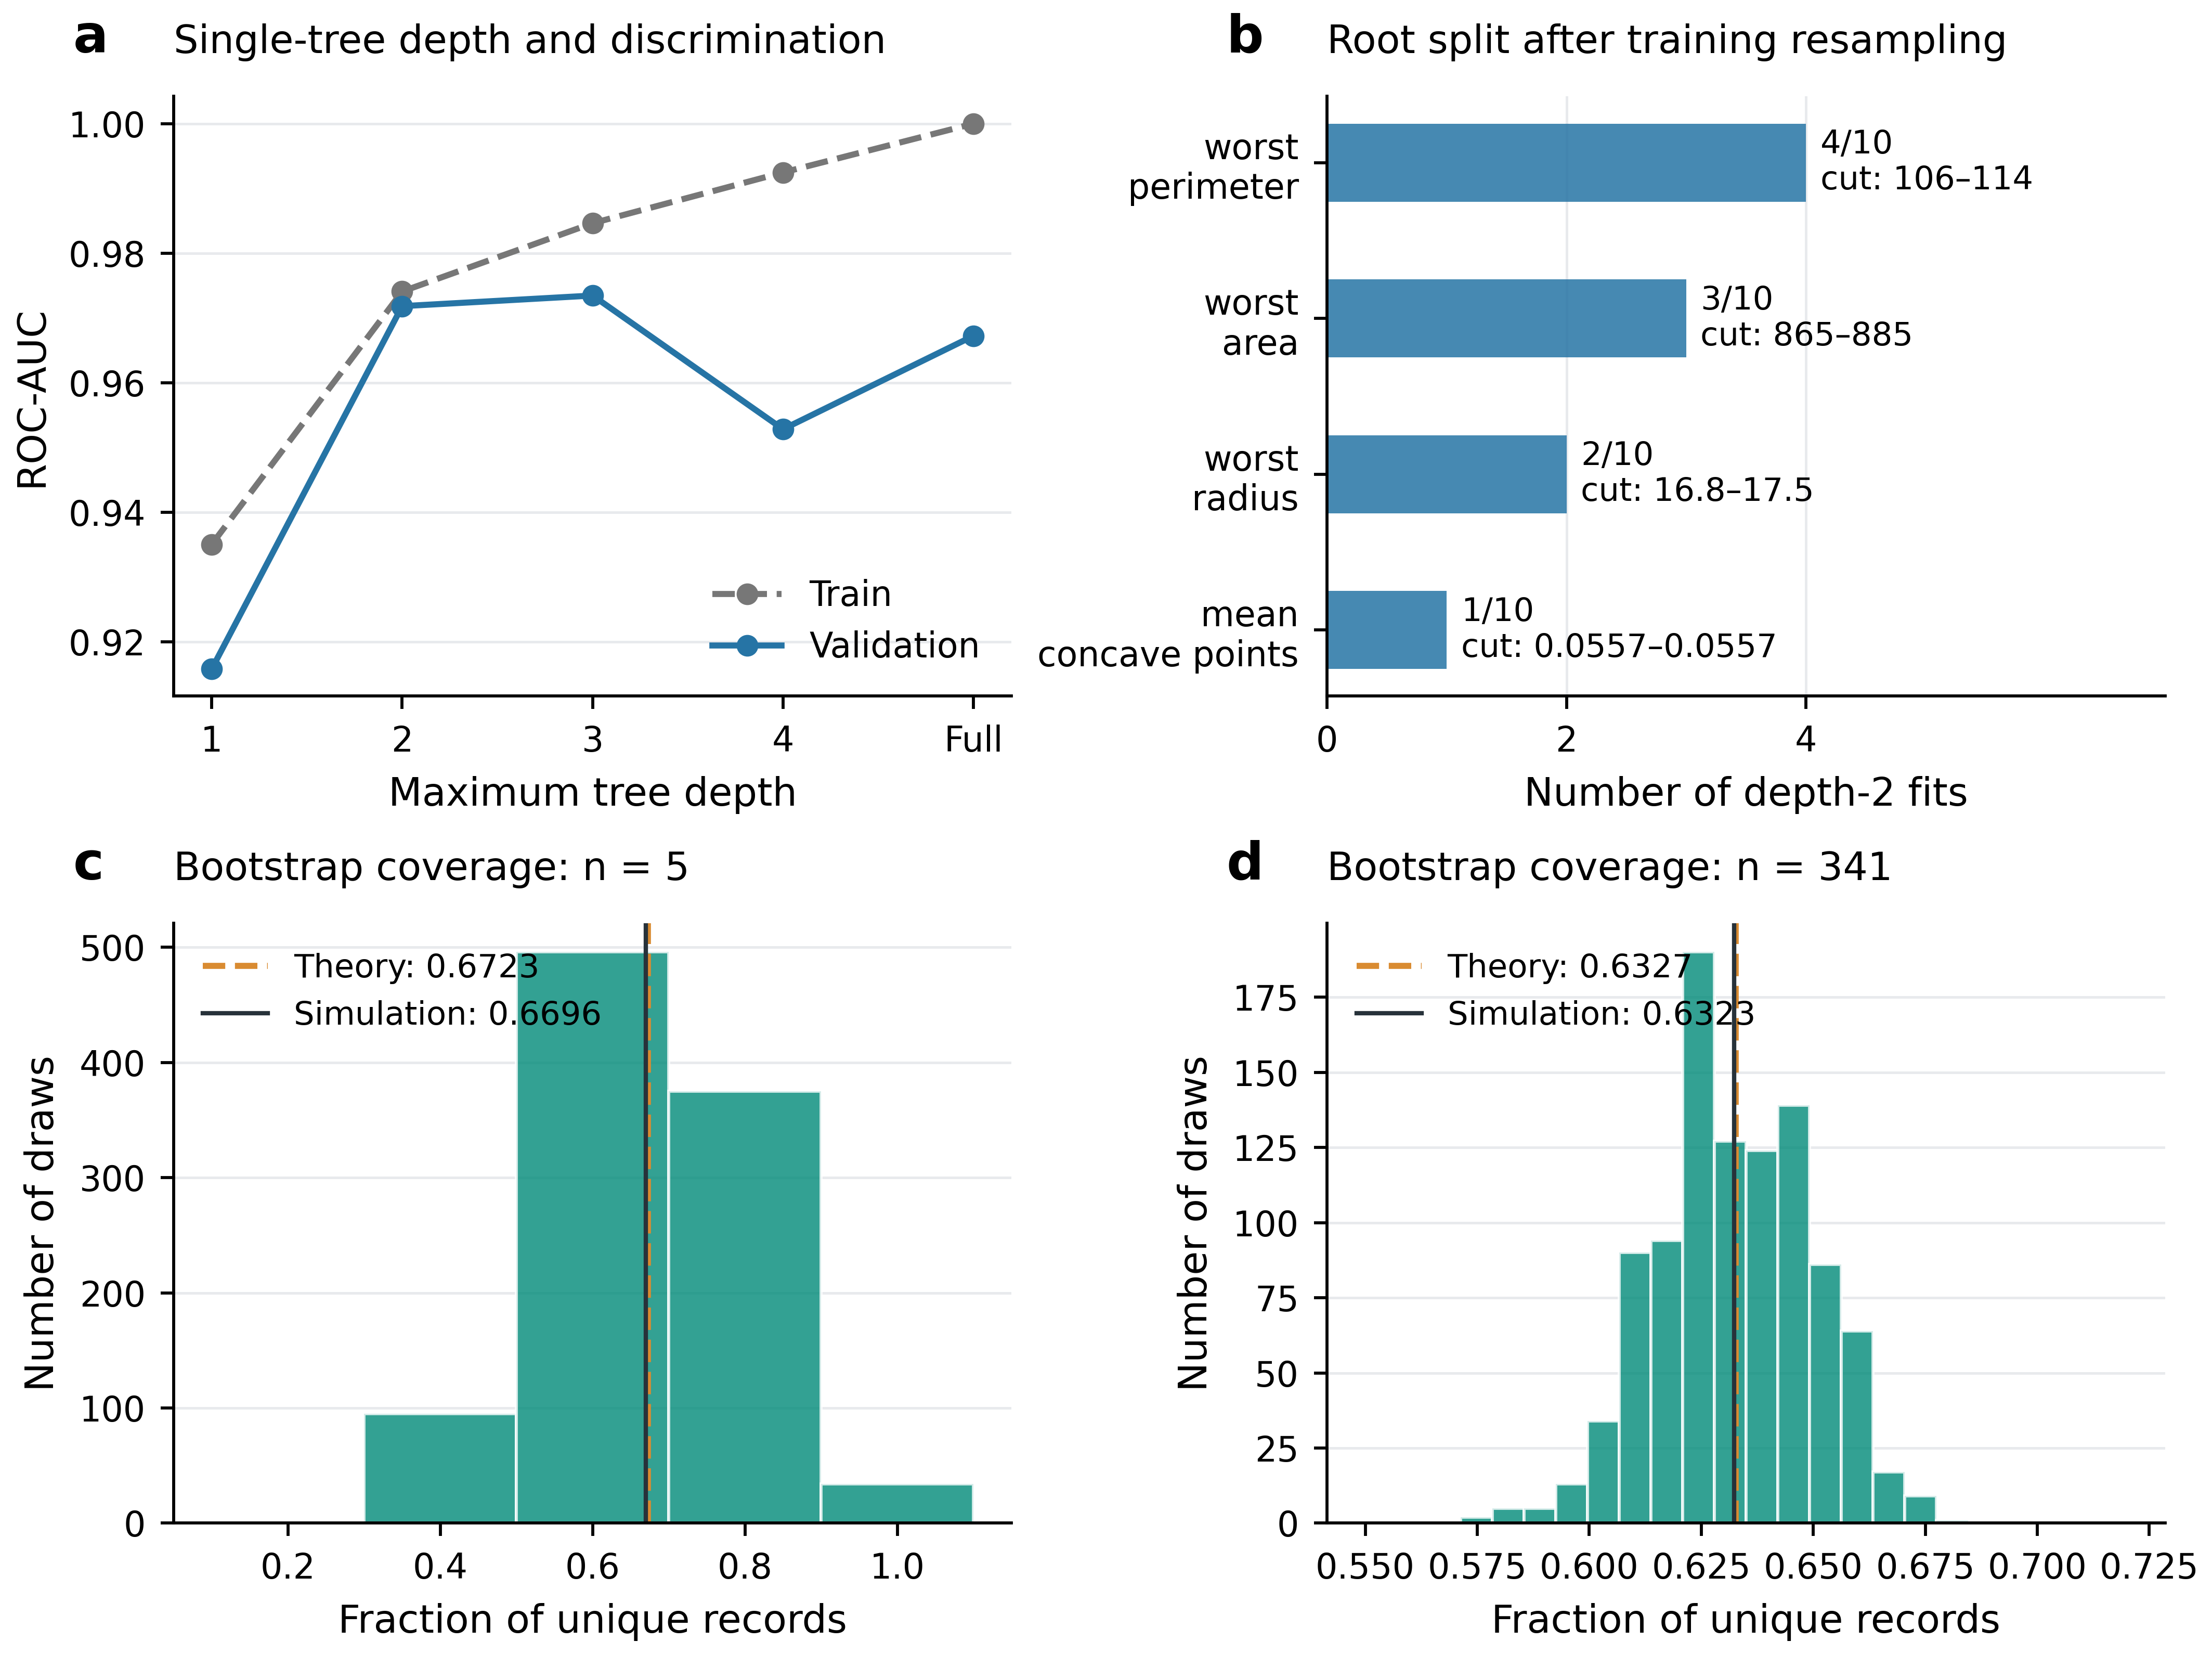 a Single-tree depth and discrimination
1.00
0.98
0.96
0.94
0.92
ROC-AUC
Train
Validation
1 2 3 4 Full
Maximum tree depth
b Root split after training resampling
worst
perimeter
4/10
cut: 106–114
worst
area
3/10
cut: 865–885
worst
radius
2/10
cut: 16.8–17.5
mean
concave points
1/10
cut: 0.0557–0.0557
0 2 4
Number of depth-2 fits
c Bootstrap coverage: n = 5
500
400
300
200
100
0
Number of draws
Theory: 0.6723
Simulation: 0.6696
0.2 0.4 0.6 0.8 1.0
Fraction of unique records
d Bootstrap coverage: n = 341
175
150
125
100
75
50
25
0
Number of draws
Theory: 0.6327
Simulation: 0.6323
0.550 0.575 0.600 0.625 0.650 0.675 0.700 0.725
Fraction of unique records